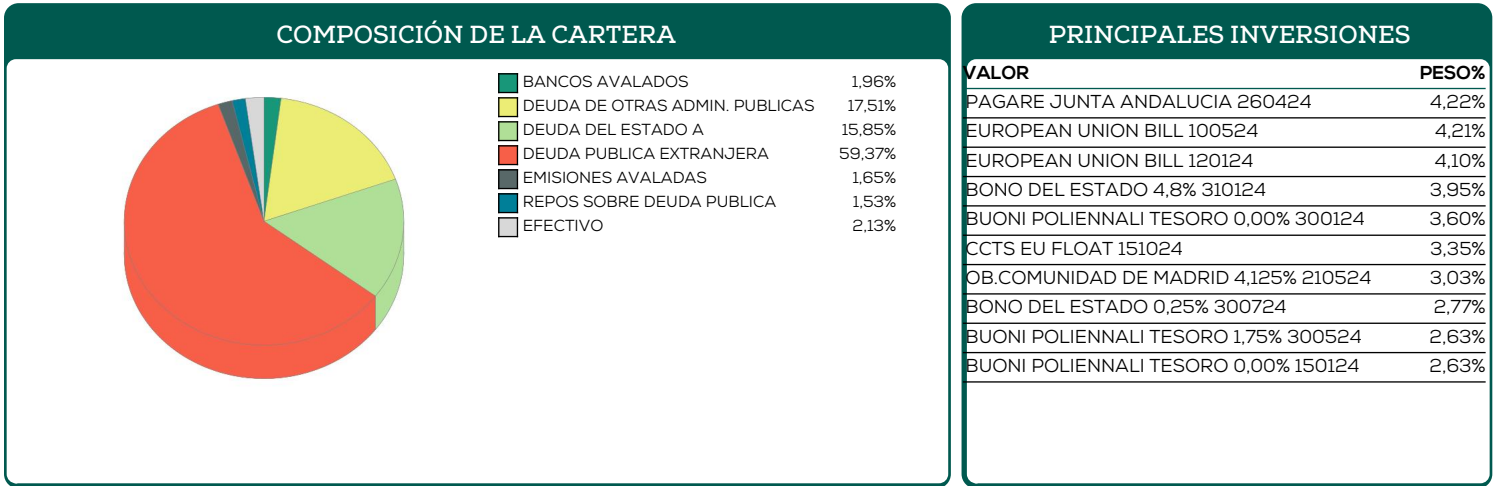 COMPOSICIÓN DE LA CARTERA
BANCOS AVALADOS 1,96%
DEUDA DE OTRAS ADMIN. PUBLICAS 17,51%
DEUDA DEL ESTADO A 15,85%
DEUDA PUBLICA EXTRANJERA 59,37%
EMISIONES AVALADAS 1,65%
REPOS SOBRE DEUDA PUBLICA 1,53%
EFECTIVO 2,13%
PRINCIPALES INVERSIONES
VALOR PESO%
PAGARE JUNTA ANDALUCIA 260424 4,22%
EUROPEAN UNION BILL 100524 4,21%
EUROPEAN UNION BILL 120124 4,10%
BONO DEL ESTADO 4,8% 310124 3,95%
BUONI POLIENNALI TESORO 0,00% 300124 3,60%
CCTS EU FLOAT 151024 3,35%
OB.COMUNIDAD DE MADRID 4,125% 210524 3,03%
BONO DEL ESTADO 0,25% 300724 2,77%
BUONI POLIENNALI TESORO 1,75% 300524 2,63%
BUONI POLIENNALI TESORO 0,00% 150124 2,63%